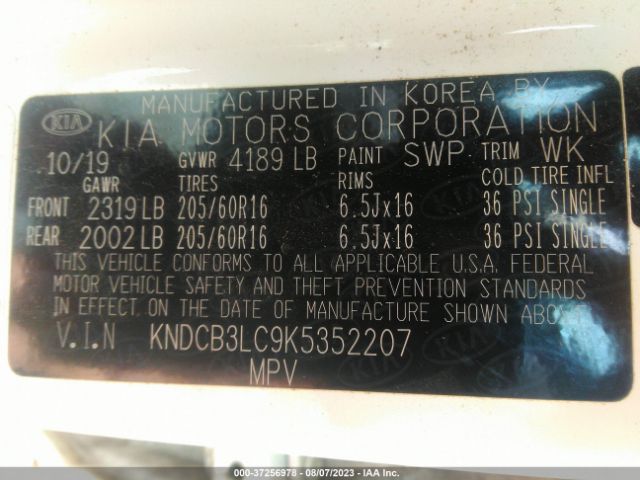 MANUFACTURED IN KOREA BY
KIA KIA MOTORS CORPORATION
10/19 GVWR 4189 LB PAINT SWP TRIM WK
GAWR TIRES RIMS COLD TIRE INFL
FRONT 2319 LB 205/60R16 6.5Jx16 36 PSI SINGLE
REAR 2002 LB 205/60R16 6.5Jx16 36 PSI SINGLE
THIS VEHICLE CONFORMS TO ALL APPLICABLE U.S.A. FEDERAL
MOTOR VEHICLE SAFETY AND THEFT PREVENTION STANDARDS
IN EFFECT ON THE DATE OF MANUFACTURE SHOWN ABOVE.
V.I.N KNDCB3LC9K5352207
MPV
000-37256978 - 08/07/2023 - IAA Inc.